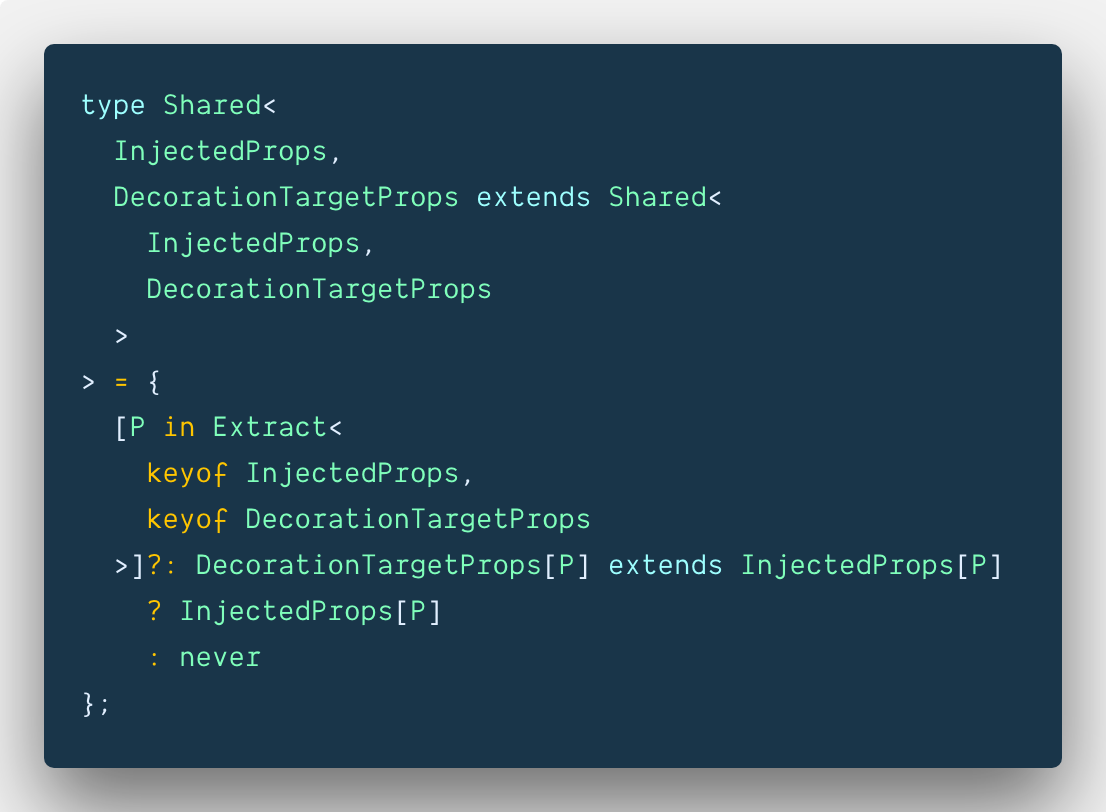 type Shared<
  InjectedProps,
  DecorationTargetProps extends Shared<
    InjectedProps,
    DecorationTargetProps
  >
> = {
  [P in Extract<
    keyof InjectedProps,
    keyof DecorationTargetProps
  >]?: DecorationTargetProps[P] extends InjectedProps[P]
    ? InjectedProps[P]
    : never
};